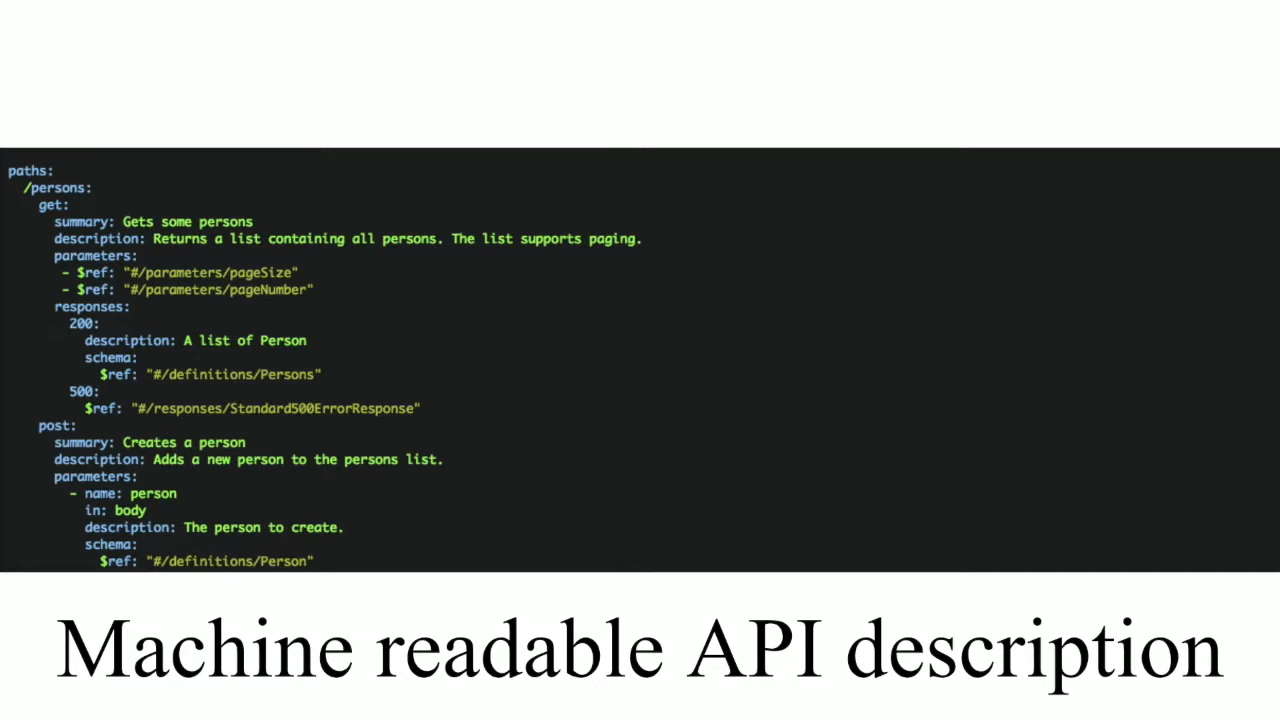 paths:
  /persons:
    get:
      summary: Gets some persons
      description: Returns a list containing all persons. The list supports paging.
      parameters:
       - $ref: "#/parameters/pageSize"
       - $ref: "#/parameters/pageNumber"
      responses:
        200:
          description: A list of Person
          schema:
            $ref: "#/definitions/Persons"
        500:
          $ref: "#/responses/Standard500ErrorResponse"
    post:
      summary: Creates a person
      description: Adds a new person to the persons list.
      parameters:
        - name: person
          in: body
          description: The person to create.
          schema:
            $ref: "#/definitions/Person"
Machine readable API description